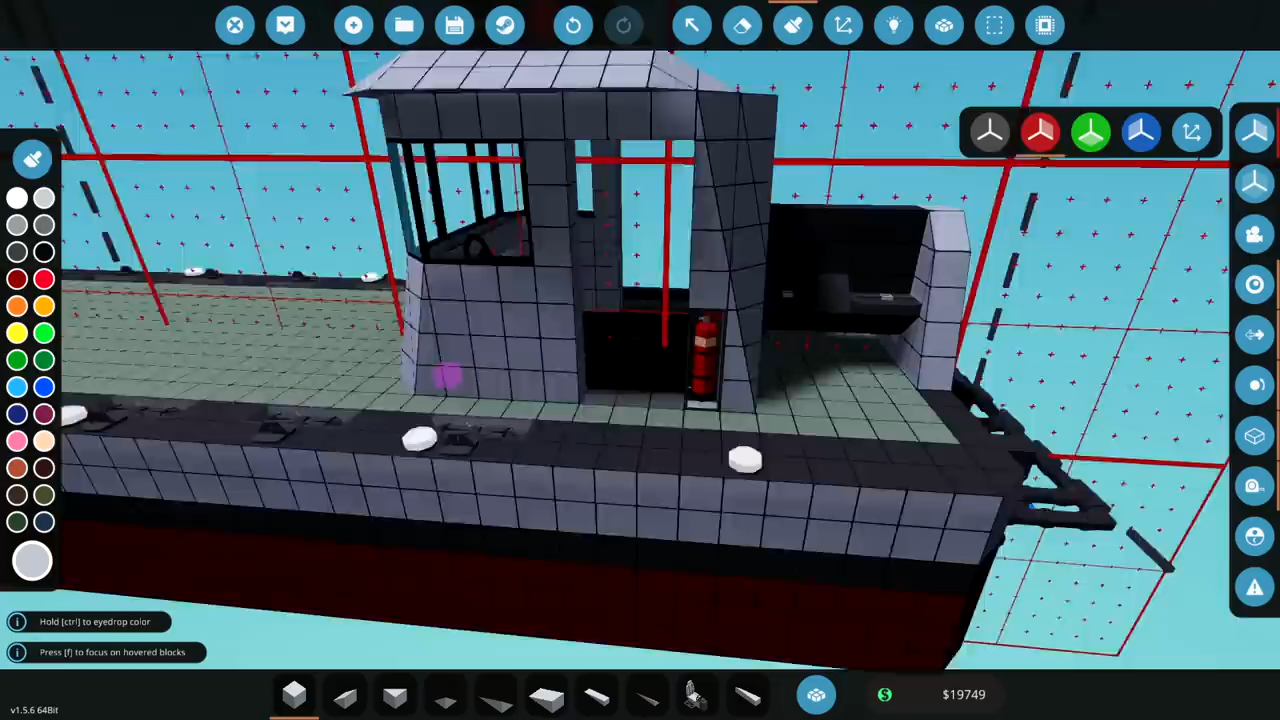 Hold [ctrl] to eyedrop color
Press [f] to focus on hovered blocks
$19749
v1.5.6 64Bit